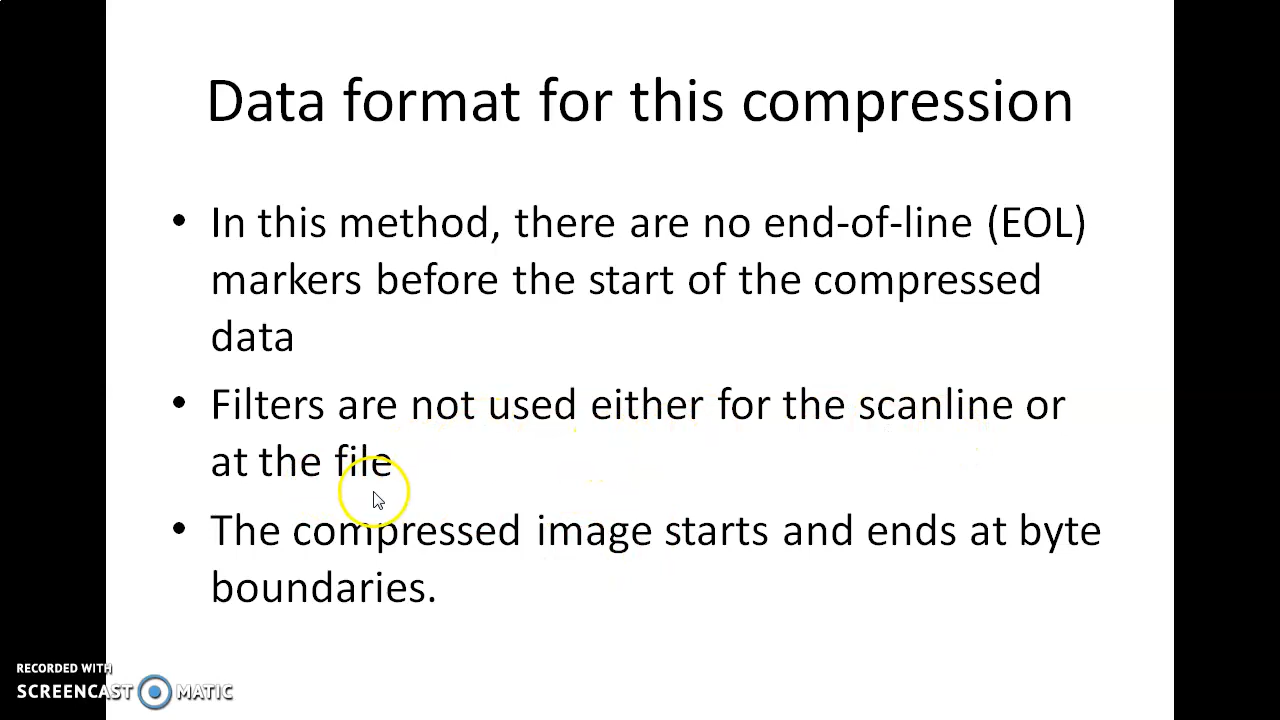 Data format for this compression
• In this method, there are no end-of-line (EOL)
markers before the start of the compressed
data
• Filters are not used either for the scanline or
at the file
• The compressed image starts and ends at byte
boundaries.
RECORDED WITH
SCREENCAST MATIC